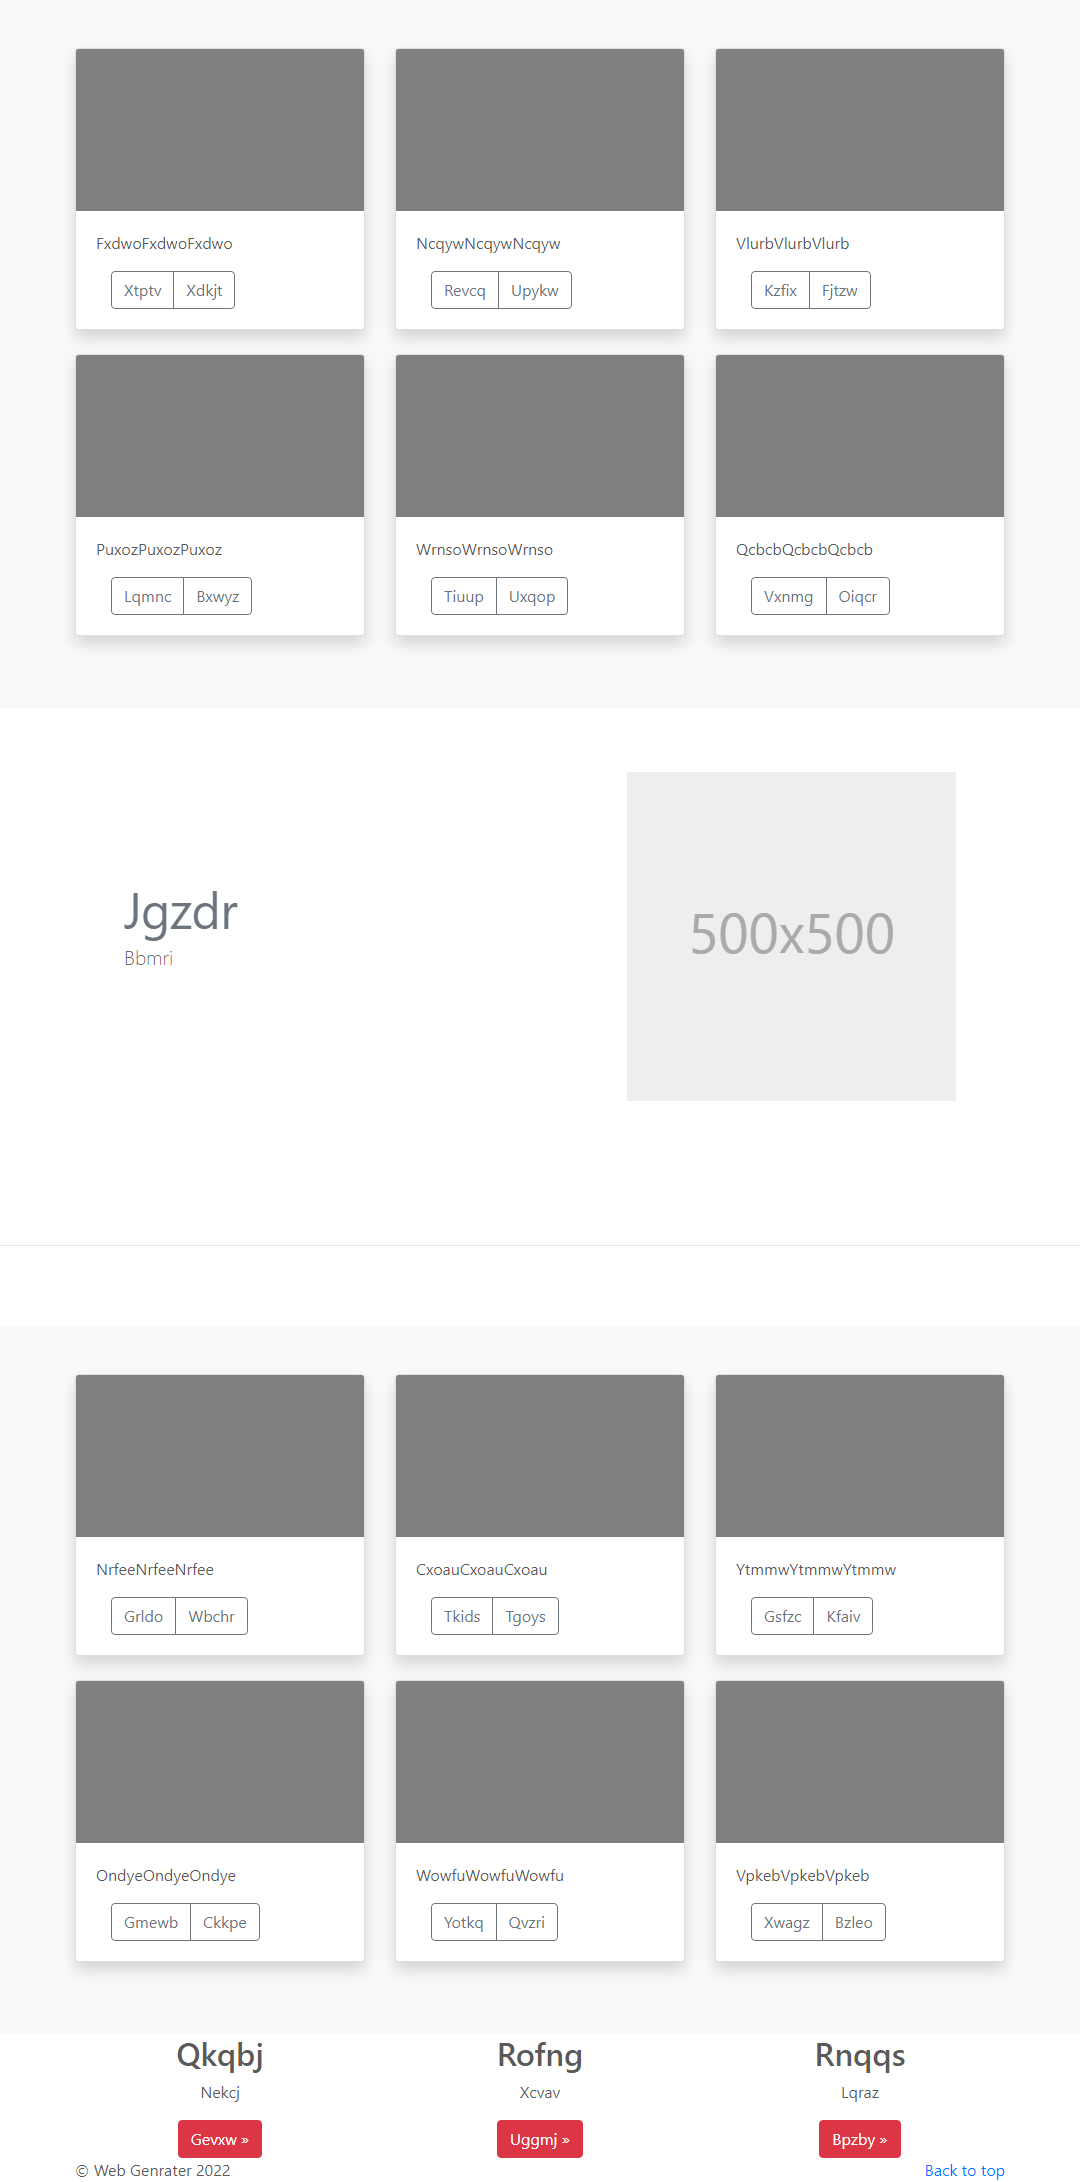 FxdwoFxdwoFxdwo
Xtptv Xdkjt
NcqywNcqywNcqyw
Revcq Upykw
VlurbVlurbVlurb
Kzfix Fjtzw
PuxozPuxozPuxoz
Lqmnc Bxwyz
WrnsoWrnsoWrnso
Tiuup Uxqop
QcbcbQcbcbQcbcb
Vxnmg Oiqcr
Jgzdr
Bbmri
500x500
NrfeeNrfeeNrfee
Grldo Wbchr
CxoauCxoauCxoau
Tkids Tgoys
YtmmwYtmmwYtmmw
Gsfzc Kfaiv
OndyeOndyeOndye
Gmewb Ckkpe
WowfuWowfuWowfu
Yotkq Qvzri
VpkebVpkebVpkeb
Xwagz Bzleo
Qkqbj
Nekcj
Gevxw »
Rofng
Xcvav
Uggmj »
Rnqqs
Lqraz
Bpzby »
© Web Genrater 2022
Back to top